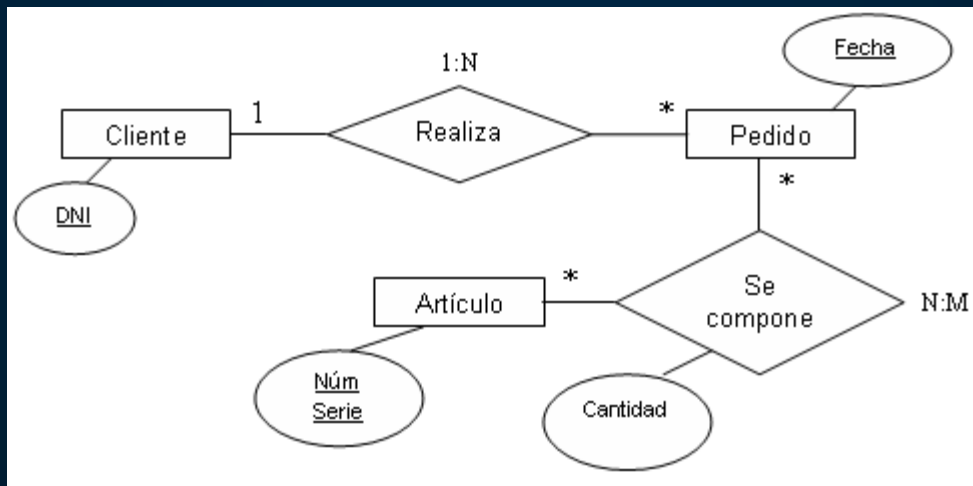 Fecha
1:N
Cliente
1
Realiza
*
Pedido
*
DNI
Artículo
*
Se
compone
N:M
Núm
Serie
Cantidad